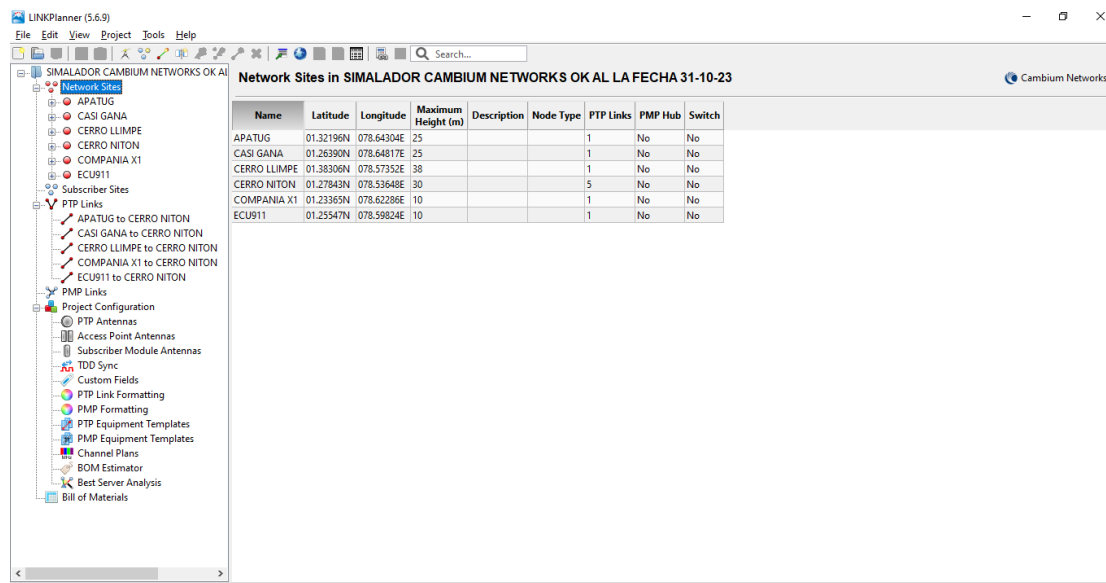 LINKPlanner (5.6.9)
File Edit View Project Tools Help
Search...
SIMALADOR CAMBIUM NETWORKS OK AL
Network Sites
APATUG
CASI GANA
CERRO LLIMPE
CERRO NITON
COMPANIA X1
ECU911
Subscriber Sites
PTP Links
APATUG to CERRO NITON
CASI GANA to CERRO NITON
CERRO LLIMPE to CERRO NITON
COMPANIA X1 to CERRO NITON
ECU911 to CERRO NITON
PMP Links
Project Configuration
PTP Antennas
Access Point Antennas
Subscriber Module Antennas
TDD Sync
Custom Fields
PTP Link Formatting
PMP Formatting
PTP Equipment Templates
PMP Equipment Templates
Channel Plans
BOM Estimator
Best Server Analysis
Bill of Materials
Network Sites in SIMALADOR CAMBIUM NETWORKS OK AL LA FECHA 31-10-23
Cambium Networks
Name Latitude Longitude Maximum Height (m) Description Node Type PTP Links PMP Hub Switch
APATUG 01.32196N 078.64304E 25 1 No No
CASI GANA 01.26390N 078.64817E 25 1 No No
CERRO LLIMPE 01.38306N 078.57352E 38 1 No No
CERRO NITON 01.27843N 078.53648E 30 5 No No
COMPANIA X1 01.23365N 078.62286E 10 1 No No
ECU911 01.25547N 078.59824E 10 1 No No